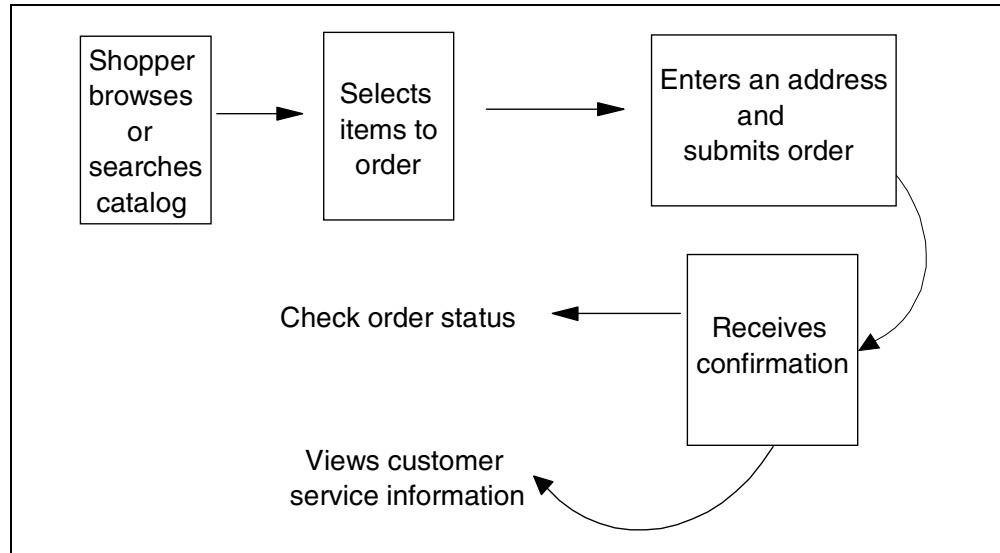 Shopper
browses
or
searches
catalog
Selects
items to
order
Enters an address
and
submits order
Receives
confirmation
Check order status
Views customer
service information